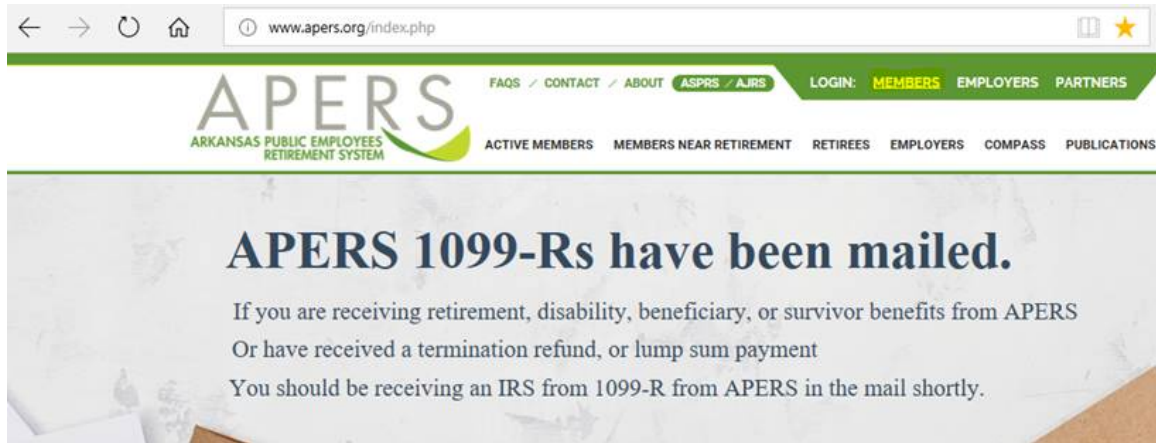 www.apers.org/index.php
FAQS / CONTACT / ABOUT ASPRS / AJRS LOGIN: MEMBERS EMPLOYERS PARTNERS
APERS
ARKANSAS PUBLIC EMPLOYEES
RETIREMENT SYSTEM
ACTIVE MEMBERS MEMBERS NEAR RETIREMENT RETIREES EMPLOYERS COMPASS PUBLICATIONS
APERS 1099-Rs have been mailed.
If you are receiving retirement, disability, beneficiary, or survivor benefits from APERS
Or have received a termination refund, or lump sum payment
You should be receiving an IRS from 1099-R from APERS in the mail shortly.